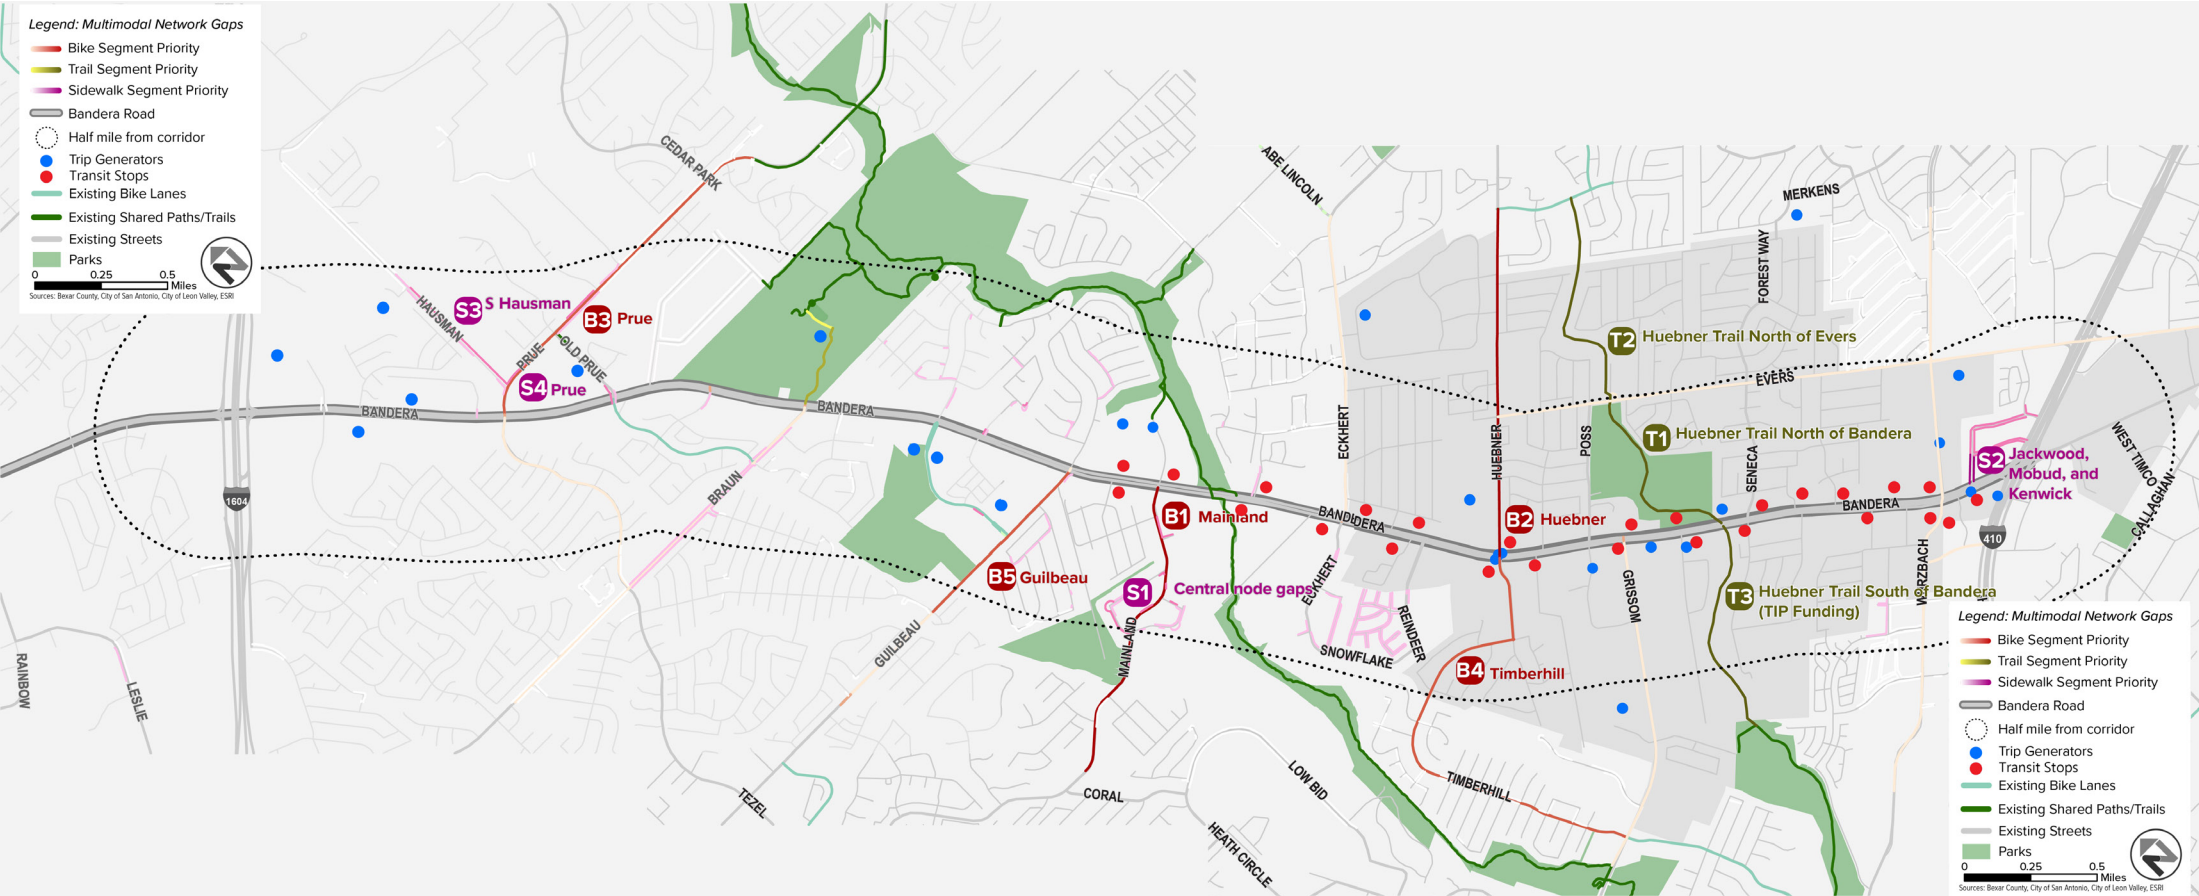 Legend: Multimodal Network Gaps
Bike Segment Priority
Trail Segment Priority
Sidewalk Segment Priority
Bandera Road
Half mile from corridor
Trip Generators
Transit Stops
Existing Bike Lanes
Existing Shared Paths/Trails
Existing Streets
Parks
0 0.25 0.5
Miles
Sources: Bexar County, City of San Antonio, City of Leon Valley, ESRI
CEDAR PARK
HAUSMAN
S3 S Hausman
B3 Prue
PRUE
OLD PRUE
S4 Prue
BANDERA
BANDERA
1604
BRAUN
RAINBOW
LESLIE
TEZEL
GUILBEAU
B5 Guilbeau
B1 Mainland
S1 Central node gaps
MAINLAND
CORAL
HEATH CIRCLE
LOW BID
ABE LINCOLN
ECKHERT
BANDIDERA
ECKHERT
SNOWFLAKE
REINDEER
HUEBNER
B2 Huebner
B4 Timberhill
TIMBERHILL
MERKENS
FOREST WAY
T2 Huebner Trail North of Evers
EVERS
POSS
T1 Huebner Trail North of Bandera
SENECA
BANDERA
GRISSOM
T3 Huebner Trail South of Bandera
(TIP Funding)
WURZBACH
S2 Jackwood,
Mobud, and
Kenwick
410
WEST TIMCO
CALLAGHAN
Legend: Multimodal Network Gaps
Bike Segment Priority
Trail Segment Priority
Sidewalk Segment Priority
Bandera Road
Half mile from corridor
Trip Generators
Transit Stops
Existing Bike Lanes
Existing Shared Paths/Trails
Existing Streets
Parks
0 0.25 0.5
Miles
Sources: Bexar County, City of San Antonio, City of Leon Valley, ESRI